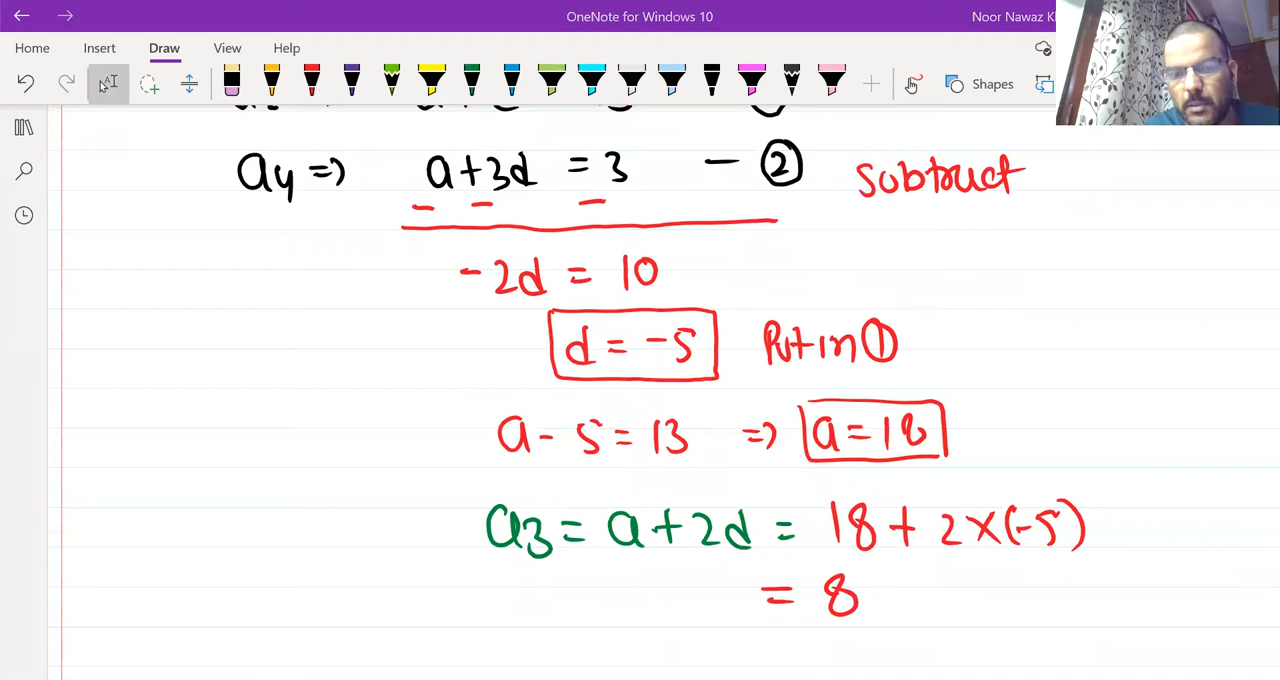 OneNote for Windows 10
Noor Nawaz
Home Insert Draw View Help
Shapes
a4 => a+3d = 3 - ② subtract
-2d = 10
d = -5 Put in ①
a - 5 = 13 => a = 18
a3 = a + 2d = 18 + 2×(-5)
= 8